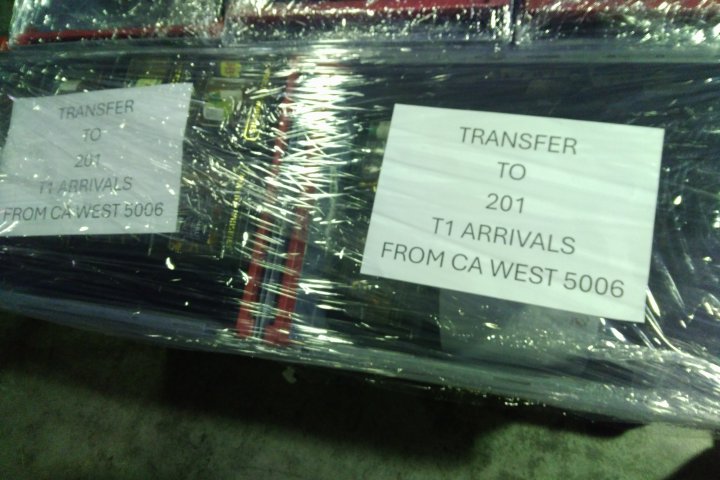 TRANSFER
TO
201
T1 ARRIVALS
FROM CA WEST 5006
TRANSFER
TO
201
T1 ARRIVALS
FROM CA WEST 5006